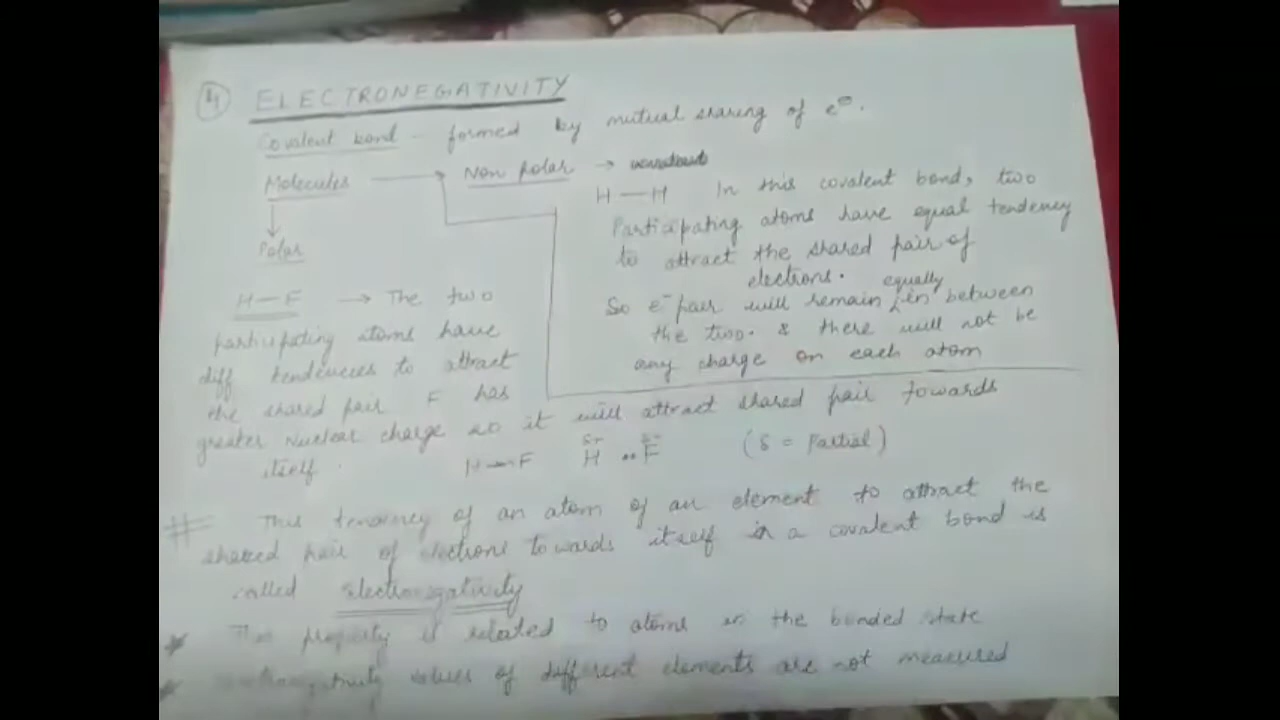 4 ELECTRONEGATIVITY
Covalent bond - formed by mutual sharing of e⊖.
Molecules → Non polar →
H—H In this covalent bond, two
Participating atoms have equal tendency
to attract the shared pair of
electrons.
So e⁻ pair will remain equally in between
the two. & there will not be
any charge on each atom
Polar
H—F → The two
participating atoms have
diff tendencies to attract
the shared pair F has
greater Nuclear charge so it will attract shared pair towards
itself. H—F δ+ H •• δ- F (δ = Partial)
# This tendency of an atom of an element to attract the
shared pair of electrons towards itself in a covalent bond is
called Electronegativity
* This property is related to atoms in the bonded state
* values of different elements are not measured